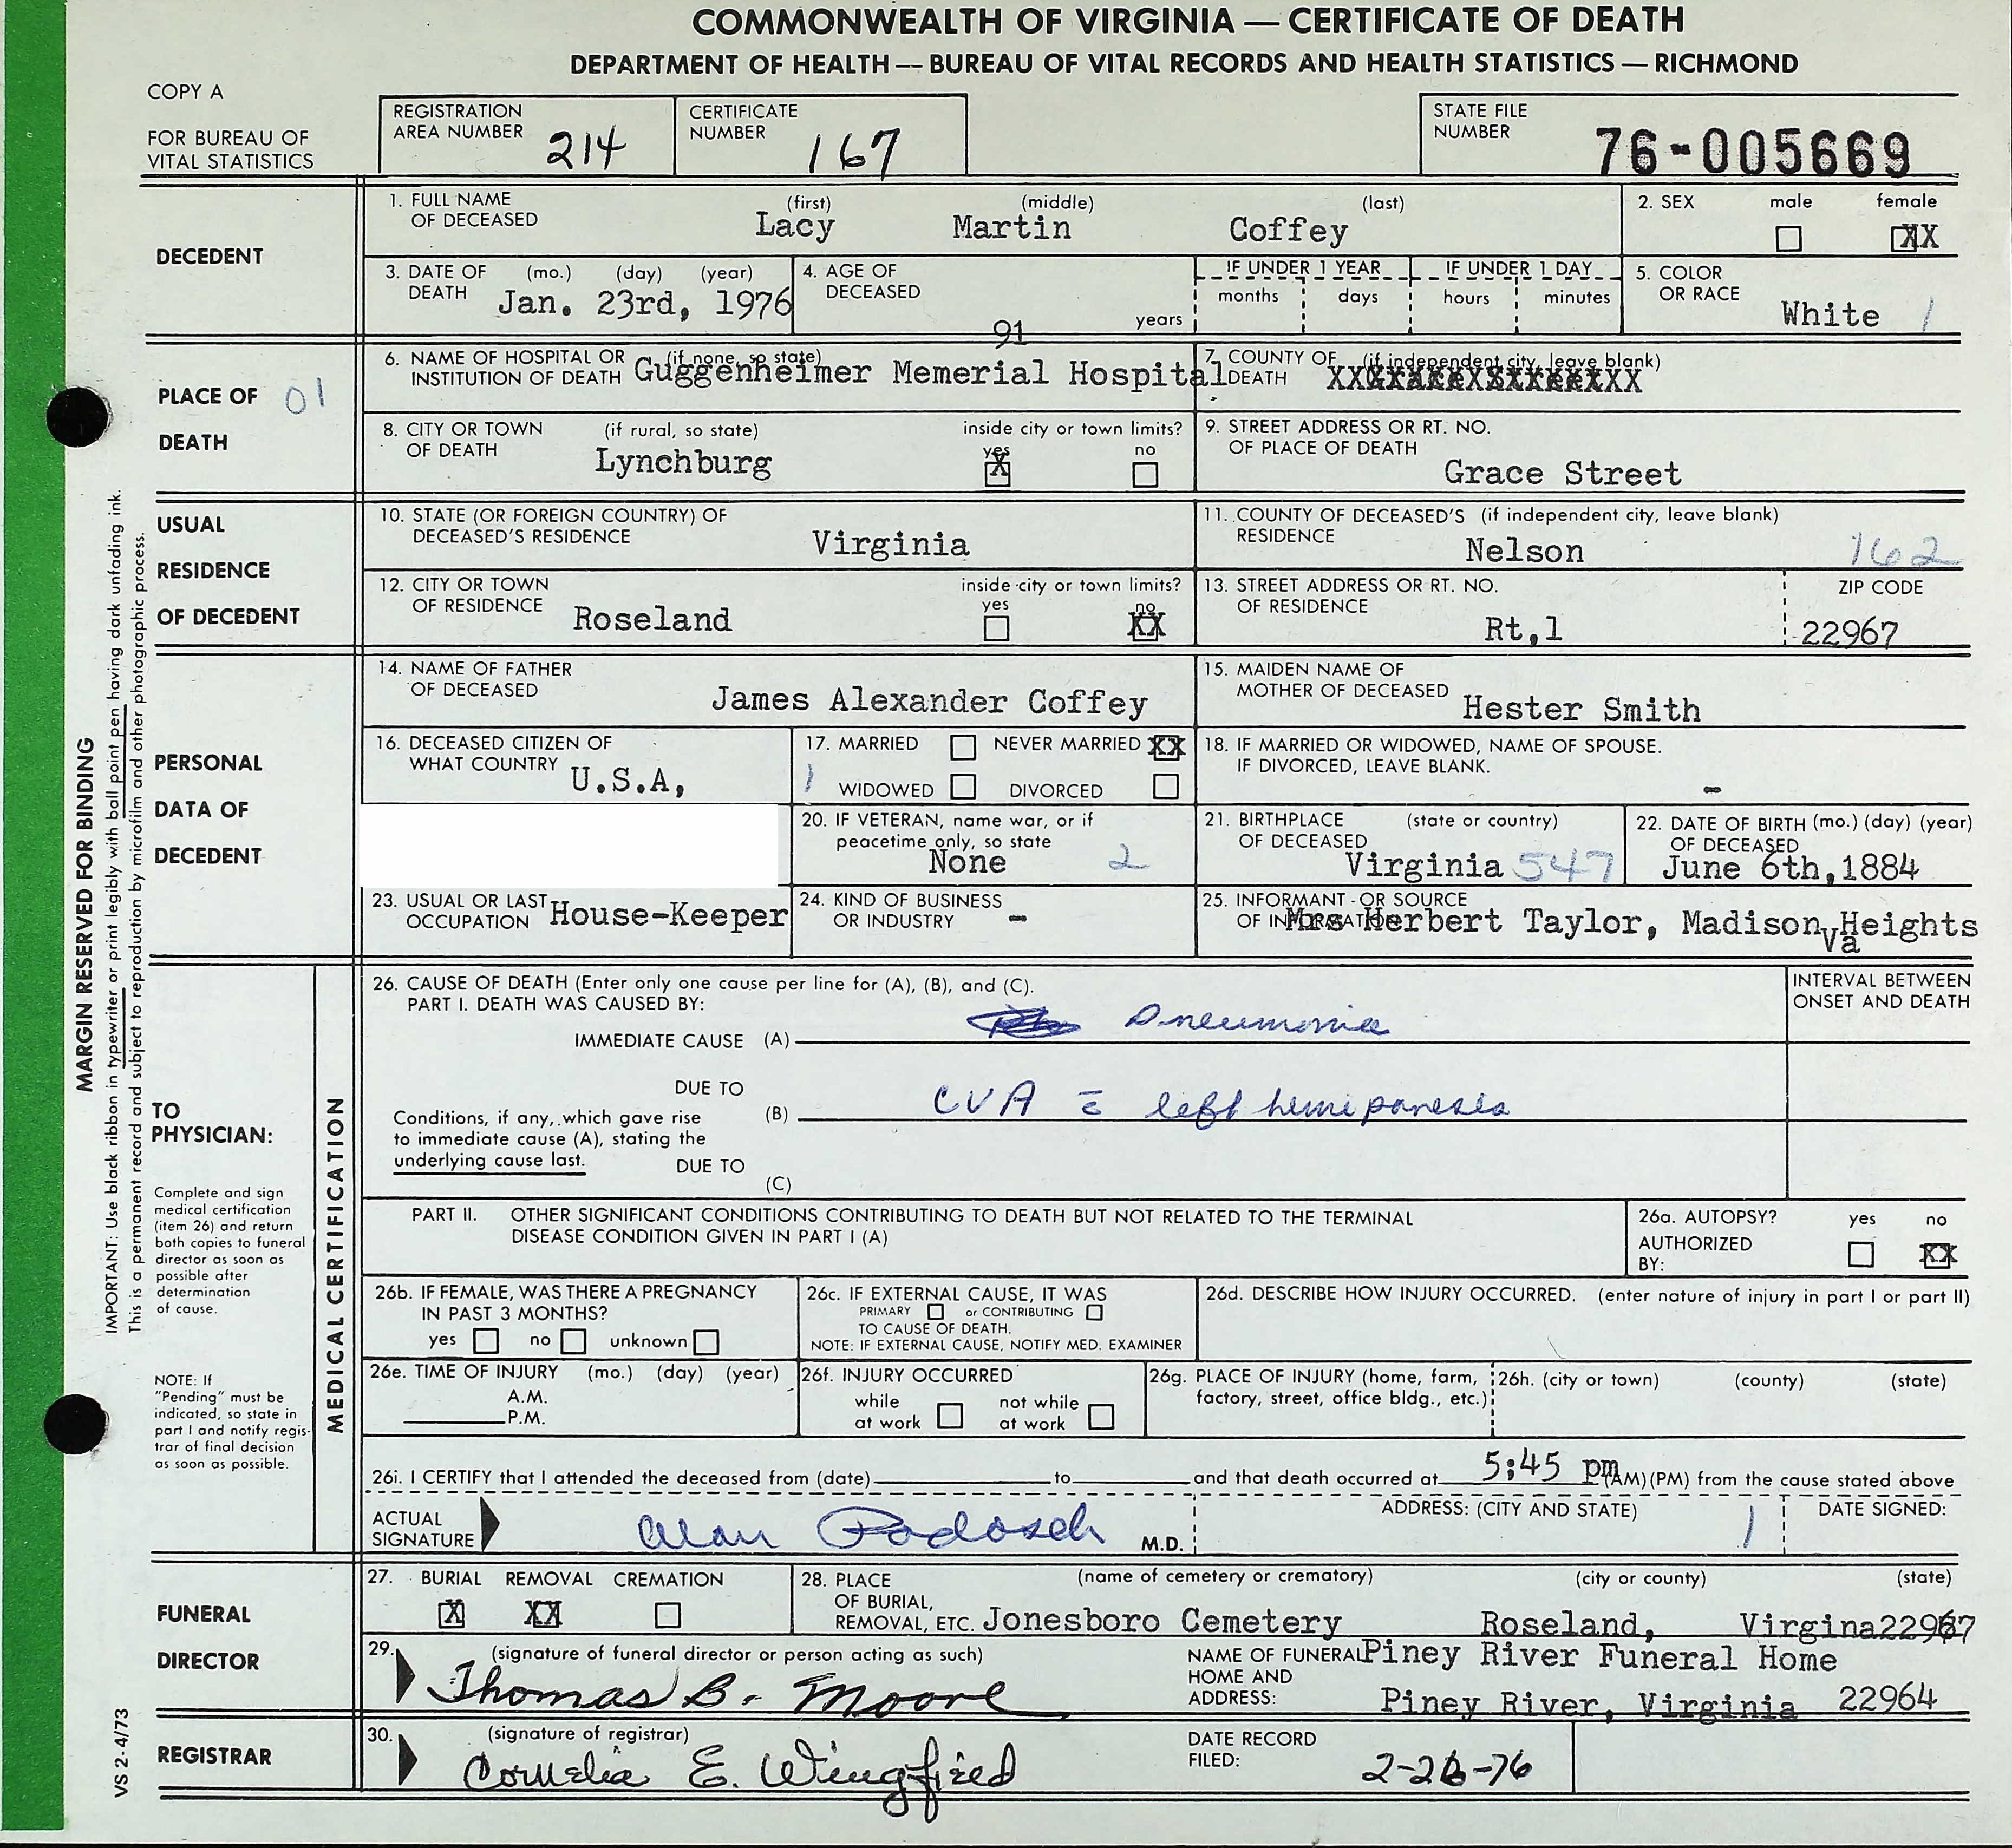 COMMONWEALTH OF VIRGINIA — CERTIFICATE OF DEATH
DEPARTMENT OF HEALTH — BUREAU OF VITAL RECORDS AND HEALTH STATISTICS — RICHMOND
COPY A
FOR BUREAU OF
VITAL STATISTICS
REGISTRATION
AREA NUMBER 214
CERTIFICATE
NUMBER 167
STATE FILE
NUMBER 76-005669
DECEDENT
1. FULL NAME (first) (middle) (last)
OF DECEASED Lacy Martin Coffey
2. SEX male female
XX
3. DATE OF (mo.) (day) (year)
DEATH Jan. 23rd, 1976
4. AGE OF
DECEASED
91 years
IF UNDER 1 YEAR IF UNDER 1 DAY
months days hours minutes
5. COLOR
OR RACE
White 1
PLACE OF 01
DEATH
6. NAME OF HOSPITAL OR (if none, so state)
INSTITUTION OF DEATH Guggenheimer Memerial Hospital
7. COUNTY OF (if independent city, leave blank)
DEATH
8. CITY OR TOWN (if rural, so state) inside city or town limits?
OF DEATH Lynchburg yes X no
9. STREET ADDRESS OR RT. NO.
OF PLACE OF DEATH
Grace Street
USUAL
RESIDENCE
OF DECEDENT
10. STATE (OR FOREIGN COUNTRY) OF
DECEASED'S RESIDENCE Virginia
11. COUNTY OF DECEASED'S (if independent city, leave blank)
RESIDENCE Nelson 162
12. CITY OR TOWN inside city or town limits?
OF RESIDENCE Roseland yes no XX
13. STREET ADDRESS OR RT. NO. ZIP CODE
OF RESIDENCE
Rt,1 22967
PERSONAL
DATA OF
DECEDENT
14. NAME OF FATHER
OF DECEASED James Alexander Coffey
15. MAIDEN NAME OF
MOTHER OF DECEASED Hester Smith
16. DECEASED CITIZEN OF
WHAT COUNTRY U.S.A,
17. MARRIED NEVER MARRIED XX
1 WIDOWED DIVORCED
18. IF MARRIED OR WIDOWED, NAME OF SPOUSE.
IF DIVORCED, LEAVE BLANK.
-
20. IF VETERAN, name war, or if
peacetime only, so state
None 2
21. BIRTHPLACE (state or country)
OF DECEASED
Virginia 547
22. DATE OF BIRTH (mo.) (day) (year)
OF DECEASED
June 6th,1884
23. USUAL OR LAST
OCCUPATION House-Keeper
24. KIND OF BUSINESS
OR INDUSTRY -
25. INFORMANT OR SOURCE
OF INFORMATION Mrs Herbert Taylor, Madison Heights
Va
TO
PHYSICIAN:
Complete and sign
medical certification
(item 26) and return
both copies to funeral
director as soon as
possible after
determination
of cause.
NOTE: If
"Pending" must be
indicated, so state in
part I and notify regis-
trar of final decision
as soon as possible.
MEDICAL CERTIFICATION
26. CAUSE OF DEATH (Enter only one cause per line for (A), (B), and (C).
PART I. DEATH WAS CAUSED BY:
INTERVAL BETWEEN
ONSET AND DEATH
IMMEDIATE CAUSE (A) Pneumonia
DUE TO
(B) CVA c̄ left hemiparesis
Conditions, if any, which gave rise
to immediate cause (A), stating the
underlying cause last. DUE TO
(C)
PART II. OTHER SIGNIFICANT CONDITIONS CONTRIBUTING TO DEATH BUT NOT RELATED TO THE TERMINAL
DISEASE CONDITION GIVEN IN PART I (A)
26a. AUTOPSY? yes no
AUTHORIZED
BY: XX
26b. IF FEMALE, WAS THERE A PREGNANCY
IN PAST 3 MONTHS?
yes no unknown
26c. IF EXTERNAL CAUSE, IT WAS
PRIMARY or CONTRIBUTING
TO CAUSE OF DEATH.
NOTE: IF EXTERNAL CAUSE, NOTIFY MED. EXAMINER
26d. DESCRIBE HOW INJURY OCCURRED. (enter nature of injury in part I or part II)
26e. TIME OF INJURY (mo.) (day) (year)
A.M.
P.M.
26f. INJURY OCCURRED
while not while
at work at work
26g. PLACE OF INJURY (home, farm,
factory, street, office bldg., etc.)
26h. (city or town) (county) (state)
26i. I CERTIFY that I attended the deceased from (date) to and that death occurred at 5:45 pm (AM)(PM) from the cause stated above
ACTUAL
SIGNATURE Alan Podosek M.D.
ADDRESS: (CITY AND STATE) 1
DATE SIGNED:
FUNERAL
DIRECTOR
27. BURIAL REMOVAL CREMATION
X XX
28. PLACE (name of cemetery or crematory) (city or county) (state)
OF BURIAL,
REMOVAL, ETC. Jonesboro Cemetery Roseland, Virgina22967
29. (signature of funeral director or person acting as such)
Thomas B. Moore
NAME OF FUNERAL Piney River Funeral Home
HOME AND
ADDRESS: Piney River, Virginia 22964
REGISTRAR
30. (signature of registrar)
Cornelia E. Wingfield
DATE RECORD
FILED: 2-26-76
MARGIN RESERVED FOR BINDING
IMPORTANT: Use black ribbon in typewriter or print legibly with ball point pen having dark unfading ink.
This is a permanent record and subject to reproduction by microfilm and other photographic process.
VS 2-4/73